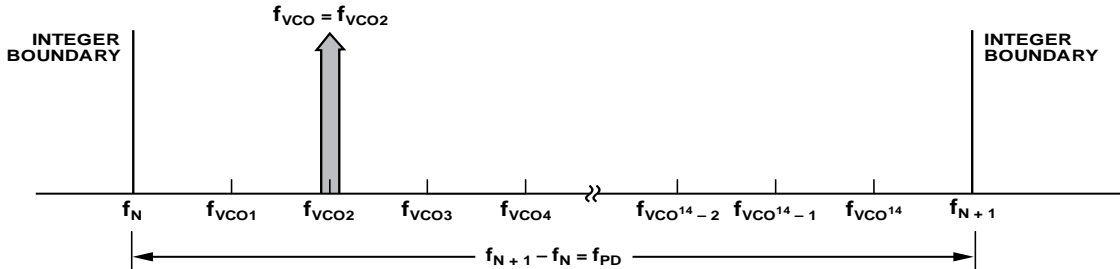 f_VCO = f_VCO2
INTEGER
BOUNDARY
INTEGER
BOUNDARY
f_N f_VCO1 f_VCO2 f_VCO3 f_VCO4 f_VCO^14 – 2 f_VCO^14 – 1 f_VCO^14 f_N + 1
f_N + 1 – f_N = f_PD